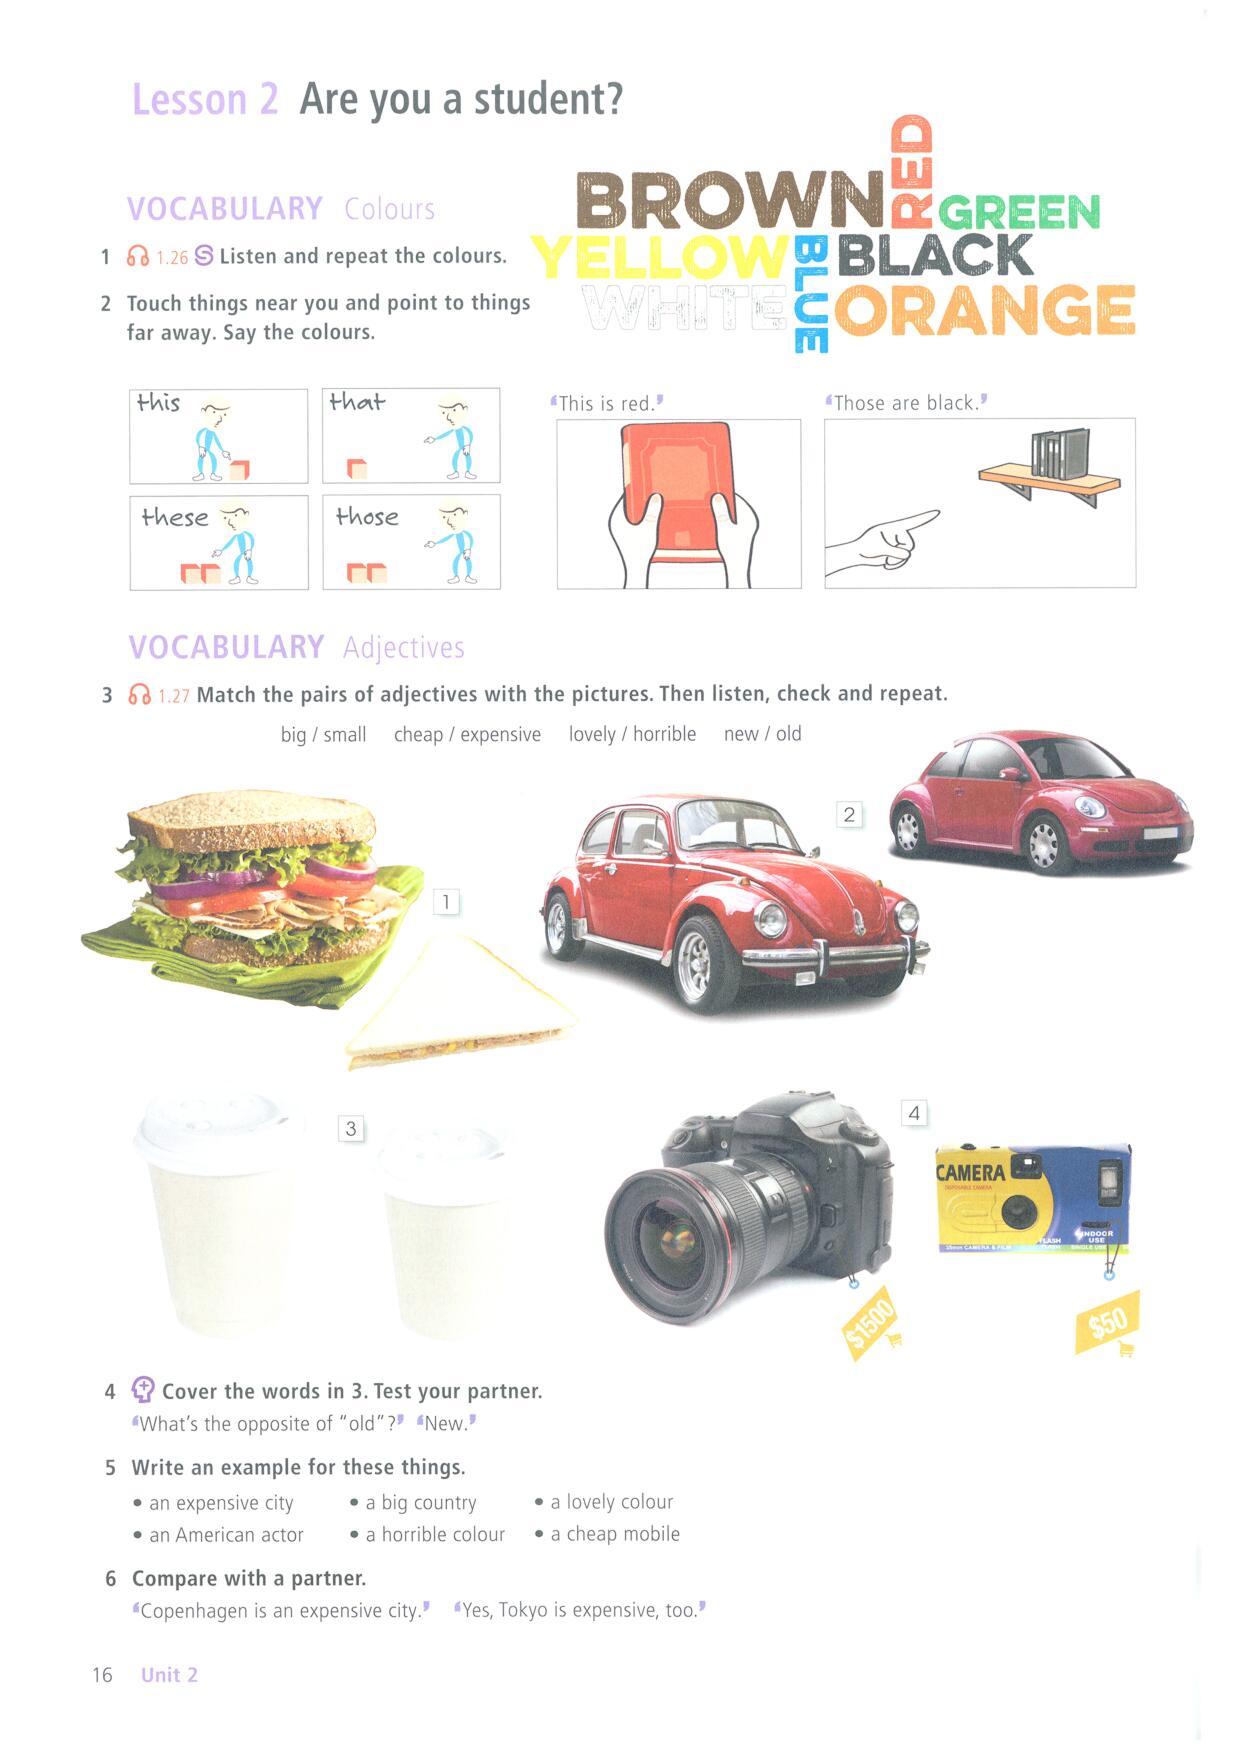 Lesson 2 Are you a student?
VOCABULARY Colours
1 1.26 Listen and repeat the colours.
2 Touch things near you and point to things
far away. Say the colours.
BROWN
RED
GREEN
YELLOW
BLUE
BLACK
WHITE
ORANGE
this
that
these
those
‘This is red.’
‘Those are black.’
VOCABULARY Adjectives
3 1.27 Match the pairs of adjectives with the pictures. Then listen, check and repeat.
big / small cheap / expensive lovely / horrible new / old
1
2
3
4
CAMERA
DISPOSABLE CAMERA
FLASH
INDOOR
USE
35mm CAMERA & FILM
SINGLE USE
$1500
$50
4 Cover the words in 3. Test your partner.
‘What's the opposite of “old”?’ ‘New.’
5 Write an example for these things.
• an expensive city • a big country • a lovely colour
• an American actor • a horrible colour • a cheap mobile
6 Compare with a partner.
‘Copenhagen is an expensive city.’ ‘Yes, Tokyo is expensive, too.’
16 Unit 2